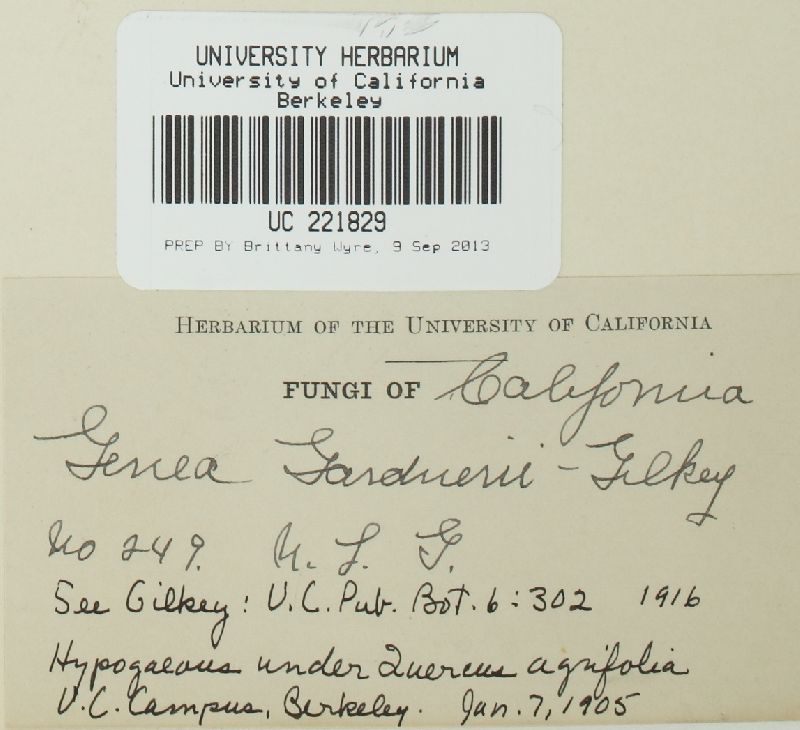 UNIVERSITY HERBARIUM
University of California
Berkeley
UC 221829
PREP BY Brittany Wyre, 9 Sep 2013
HERBARIUM OF THE UNIVERSITY OF CALIFORNIA
FUNGI OF California
Genea Gardnerii - Gilkey
No 249. N. L. G.
See Gilkey: U.C. Pub. Bot. 6: 302 1916
Hypogaeous under Quercus agrifolia
U.C. Campus, Berkeley. Jan. 7, 1905